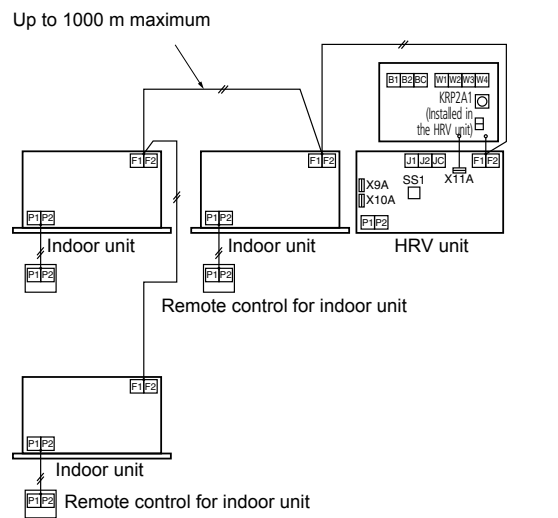 Up to 1000 m maximum
B1 B2 BC W1 W2 W3 W4
KRP2A1
(Installed in
the HRV unit)
F1 F2
F1 F2
J1 J2 JC
F1 F2
X9A
X10A
SS1
X11A
P1 P2
P1 P2
P1 P2
Indoor unit
Indoor unit
HRV unit
P1 P2
P1 P2
Remote control for indoor unit
F1 F2
P1 P2
Indoor unit
P1 P2
Remote control for indoor unit